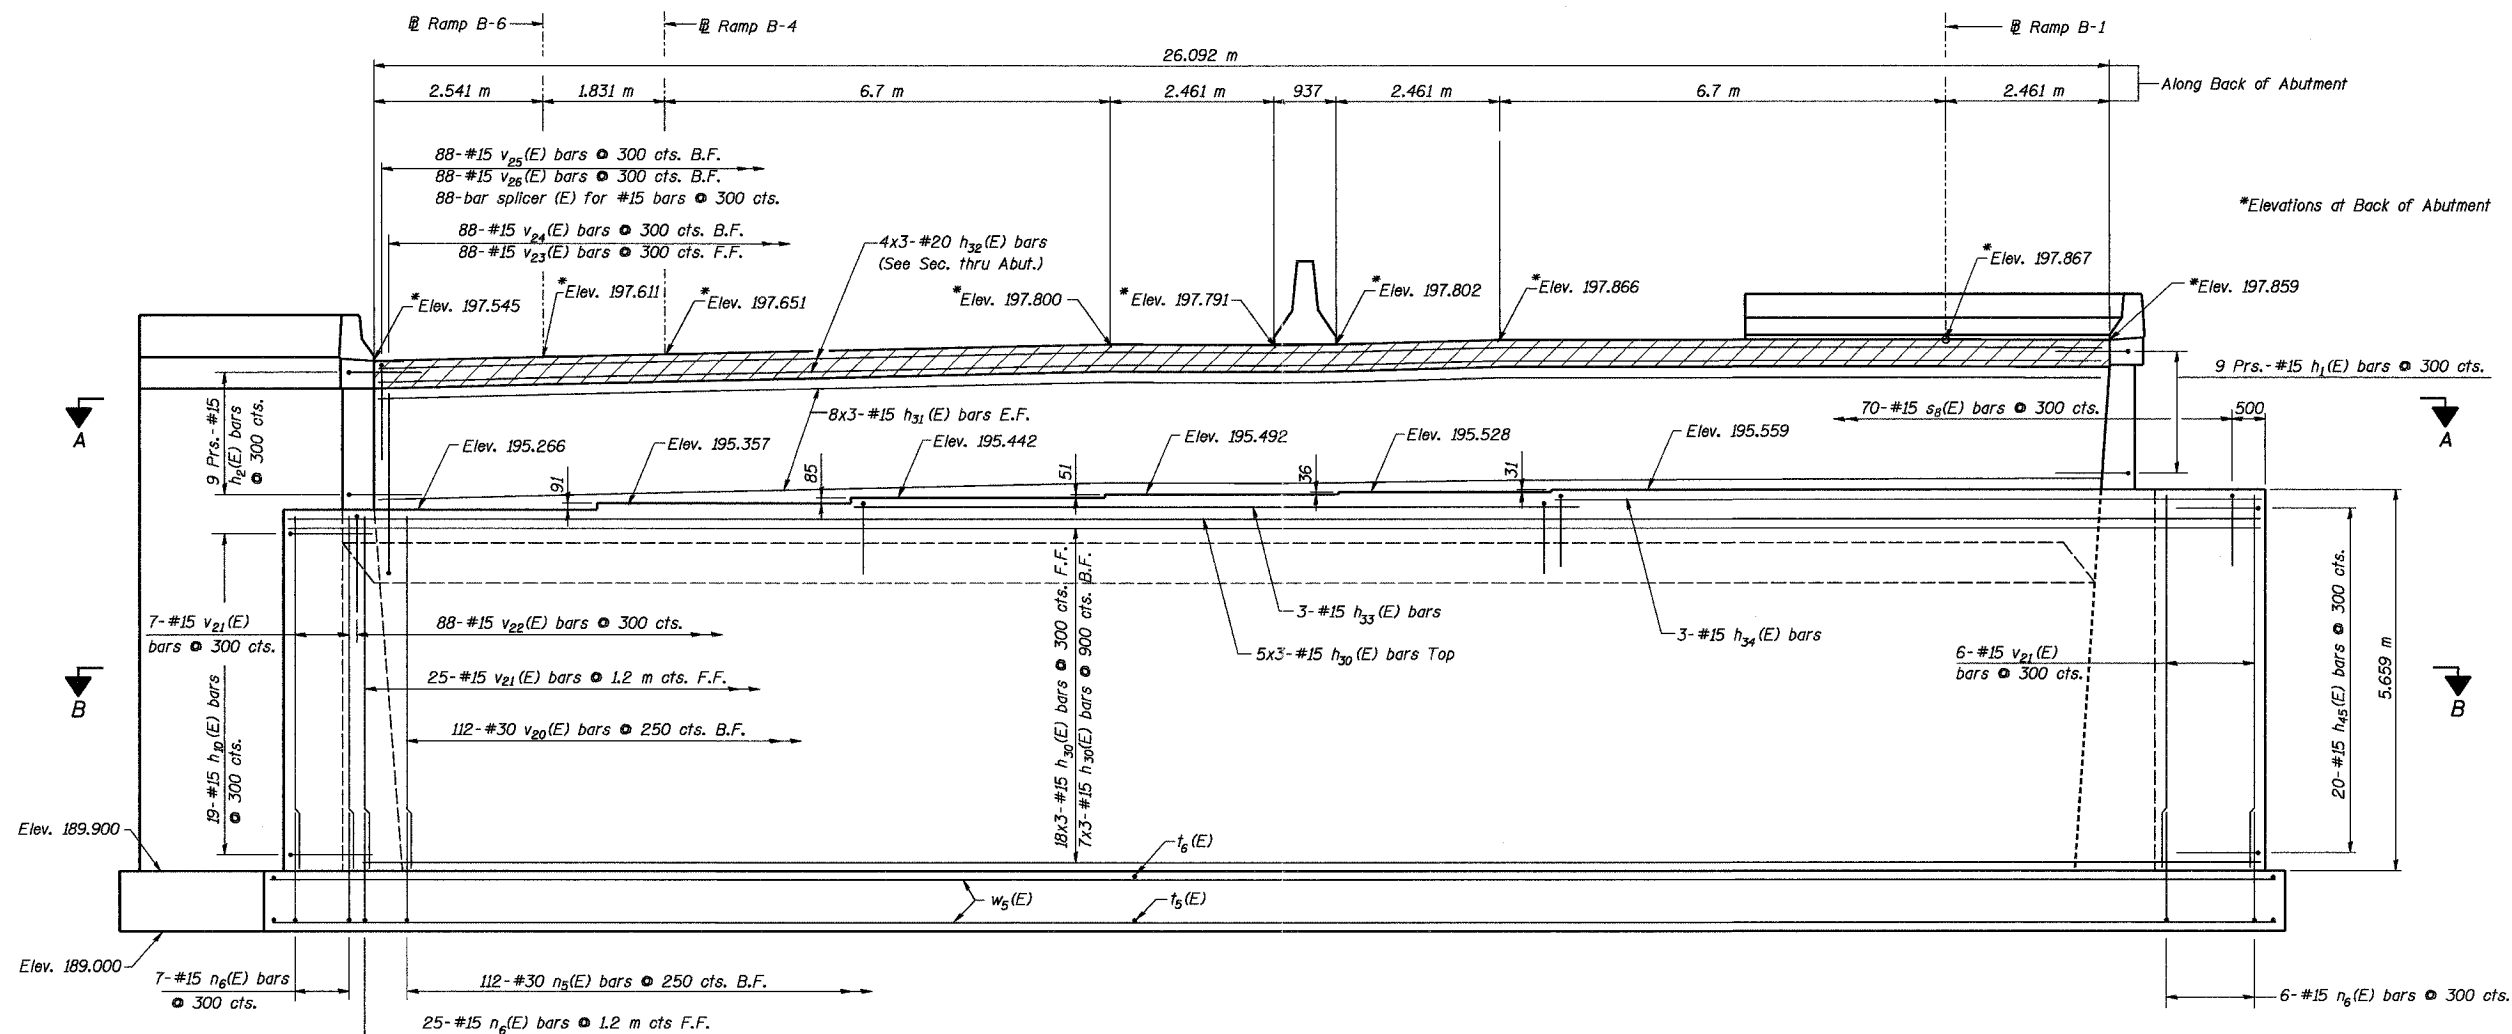 ℄ Ramp B-6
℄ Ramp B-4
℄ Ramp B-1
26.092 m
2.541 m
1.831 m
6.7 m
2.461 m
937
2.461 m
6.7 m
2.461 m
Along Back of Abutment
88-#15 v25(E) bars @ 300 cts. B.F.
88-#15 v26(E) bars @ 300 cts. B.F.
88-bar splicer (E) for #15 bars @ 300 cts.
*Elevations at Back of Abutment
88-#15 v24(E) bars @ 300 cts. B.F.
88-#15 v23(E) bars @ 300 cts. F.F.
4x3-#20 h32(E) bars
(See Sec. thru Abut.)
*Elev. 197.545
*Elev. 197.611
*Elev. 197.651
*Elev. 197.800
*Elev. 197.791
*Elev. 197.802
*Elev. 197.866
*Elev. 197.867
*Elev. 197.859
9 Prs.-#15
h2(E) bars
@ 300 cts.
9 Prs.-#15 h1(E) bars @ 300 cts.
A
8x3-#15 h31(E) bars E.F.
70-#15 s8(E) bars @ 300 cts.
500
A
Elev. 195.266
Elev. 195.357
Elev. 195.442
Elev. 195.492
Elev. 195.528
Elev. 195.559
91
85
51
36
31
7-#15 v21(E)
bars @ 300 cts.
88-#15 v22(E) bars @ 300 cts.
3-#15 h33(E) bars
3-#15 h34(E) bars
5x3-#15 h30(E) bars Top
6-#15 v21(E)
bars @ 300 cts.
25-#15 v21(E) bars @ 1.2 m cts. F.F.
112-#30 v20(E) bars @ 250 cts. B.F.
B
B
19-#15 h10(E) bars
@ 300 cts.
18x3-#15 h30(E) bars @ 300 cts. F.F.
7x3-#15 h30(E) bars @ 900 cts. B.F.
20-#15 h45(E) bars @ 300 cts.
5.659 m
Elev. 189.900
t6(E)
w5(E)
t5(E)
Elev. 189.000
7-#15 n6(E) bars
@ 300 cts.
112-#30 n5(E) bars @ 250 cts. B.F.
25-#15 n6(E) bars @ 1.2 m cts F.F.
6-#15 n6(E) bars @ 300 cts.